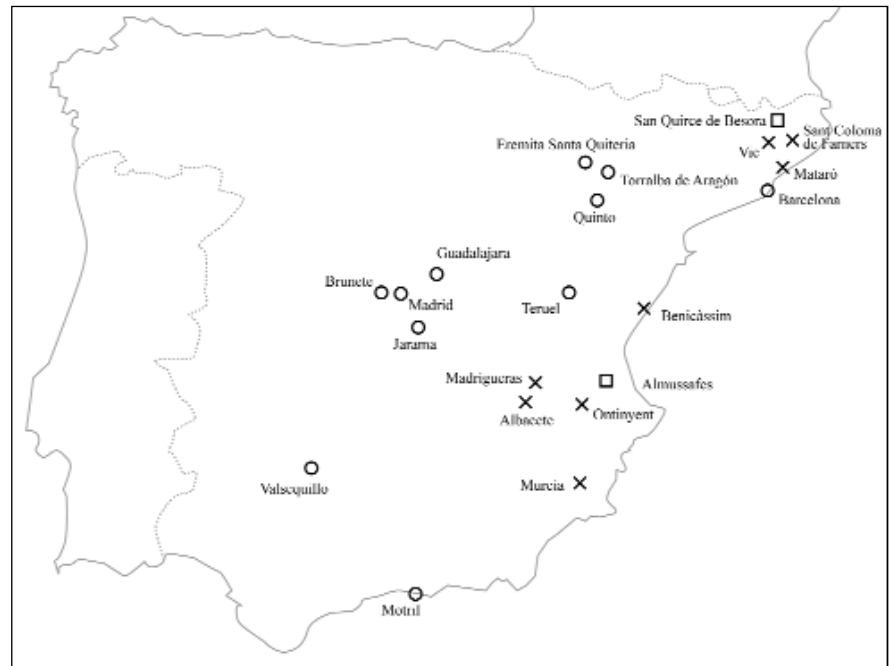 San Quirce de Besora
Sant Coloma
de Farners
Vic
Eremita Santa Quiteria
Mataró
Torralba de Aragón
Barcelona
Quinto
Guadalajara
Brunete
Madrid
Teruel
Benicàssim
Jarama
Madrigueras
Almussafes
Albacete
Ontinyent
Murcia
Valsequillo
Motril